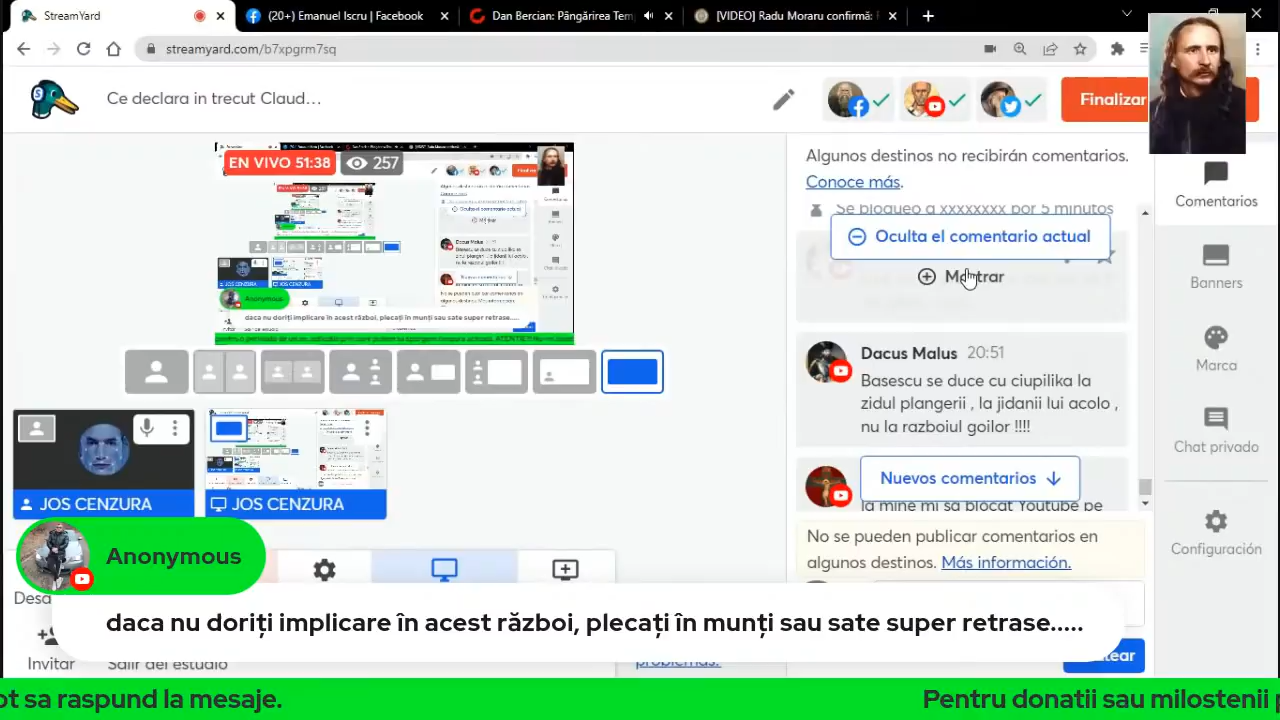 StreamYard
(20+) Emanuel Iscru | Facebook
Dan Bercian: Pângărirea Tem
[VIDEO] Radu Moraru confirmă:
streamyard.com/b7xpgrm7sq
Ce declara in trecut Claud...
Finalizar
EN VIVO 51:38
257
Algunos destinos no recibirán comentarios.
Conoce más.
Se bloqueó xxxxxxxx por 5 minutos
Oculta el comentario actual
Mostrar
Dacus Malus 20:51
Basescu se duce cu ciupilika la
zidul plangerii , la jidanii lui acolo ,
nu la razboiul goilor !!!!
Nuevos comentarios
la mine mi sa blocat Youtube pe
No se pueden publicar comentarios en
algunos destinos. Más información.
Comentarios
Banners
Marca
Chat privado
Configuración
JOS CENZURA
JOS CENZURA
Anonymous
daca nu doriți implicare în acest război, plecați în munți sau sate super retrase.....
Desa
Invitar
Salir del estudio
problemas.
ear
ot sa raspund la mesaje.
Pentru donatii sau milostenii p